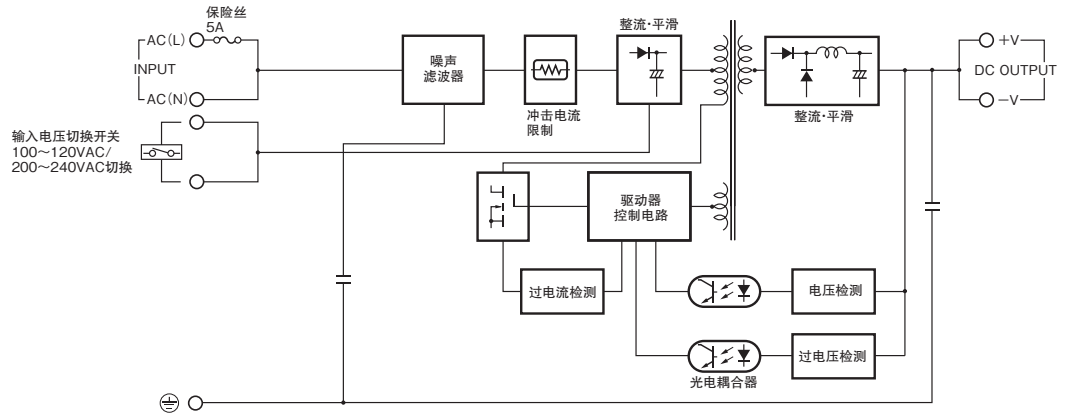 保险丝
5A
AC(L)
INPUT
AC(N)
输入电压切换开关
100～120VAC/
200～240VAC切换
噪声
滤波器
冲击电流
限制
整流·平滑
整流·平滑
+V
DC OUTPUT
−V
驱动器
控制电路
过电流检测
电压检测
过电压检测
光电耦合器